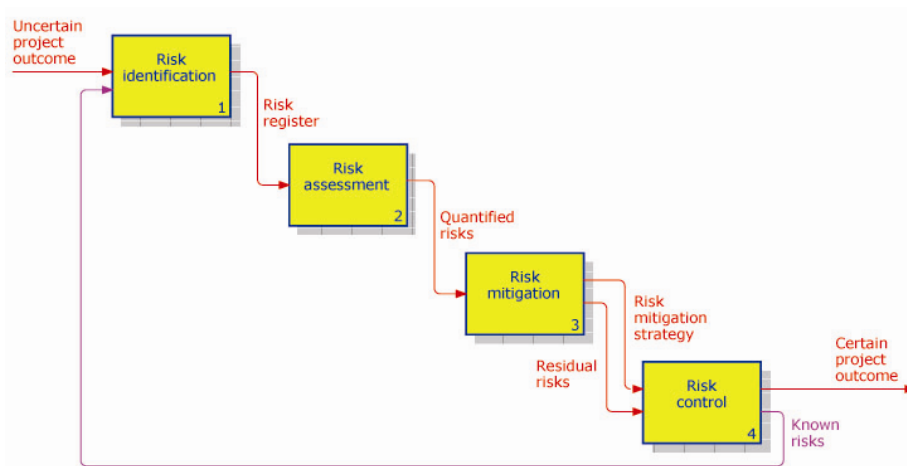 Uncertain
project
outcome
Risk
identification
1
Risk
register
Risk
assessment
2
Quantified
risks
Risk
mitigation
3
Risk
mitigation
strategy
Residual
risks
Risk
control
4
Certain
project
outcome
Known
risks